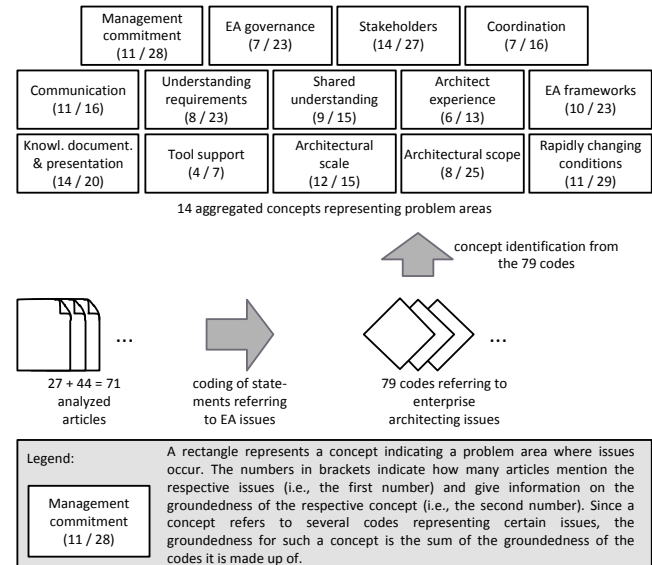 Management
commitment
(11 / 28)
EA governance
(7 / 23)
Stakeholders
(14 / 27)
Coordination
(7 / 16)
Communication
(11 / 16)
Understanding
requirements
(8 / 23)
Shared
understanding
(9 / 15)
Architect
experience
(6 / 13)
EA frameworks
(10 / 23)
Knowl. document.
& presentation
(14 / 20)
Tool support
(4 / 7)
Architectural
scale
(12 / 15)
Architectural scope
(8 / 25)
Rapidly changing
conditions
(11 / 29)
14 aggregated concepts representing problem areas
concept identification from
the 79 codes
...
...
27 + 44 = 71
analyzed
articles
coding of state-
ments referring
to EA issues
79 codes referring to
enterprise
architecting issues
Legend:
Management
commitment
(11 / 28)
A rectangle represents a concept indicating a problem area where issues
occur. The numbers in brackets indicate how many articles mention the
respective issues (i.e., the first number) and give information on the
groundedness of the respective concept (i.e., the second number). Since a
concept refers to several codes representing certain issues, the
groundedness for such a concept is the sum of the groundedness of the
codes it is made up of.